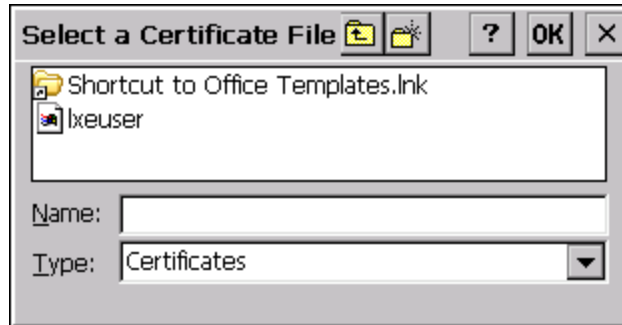 Select a Certificate File ? OK ×
Shortcut to Office Templates.lnk
lxeuser
Name:
Type: Certificates